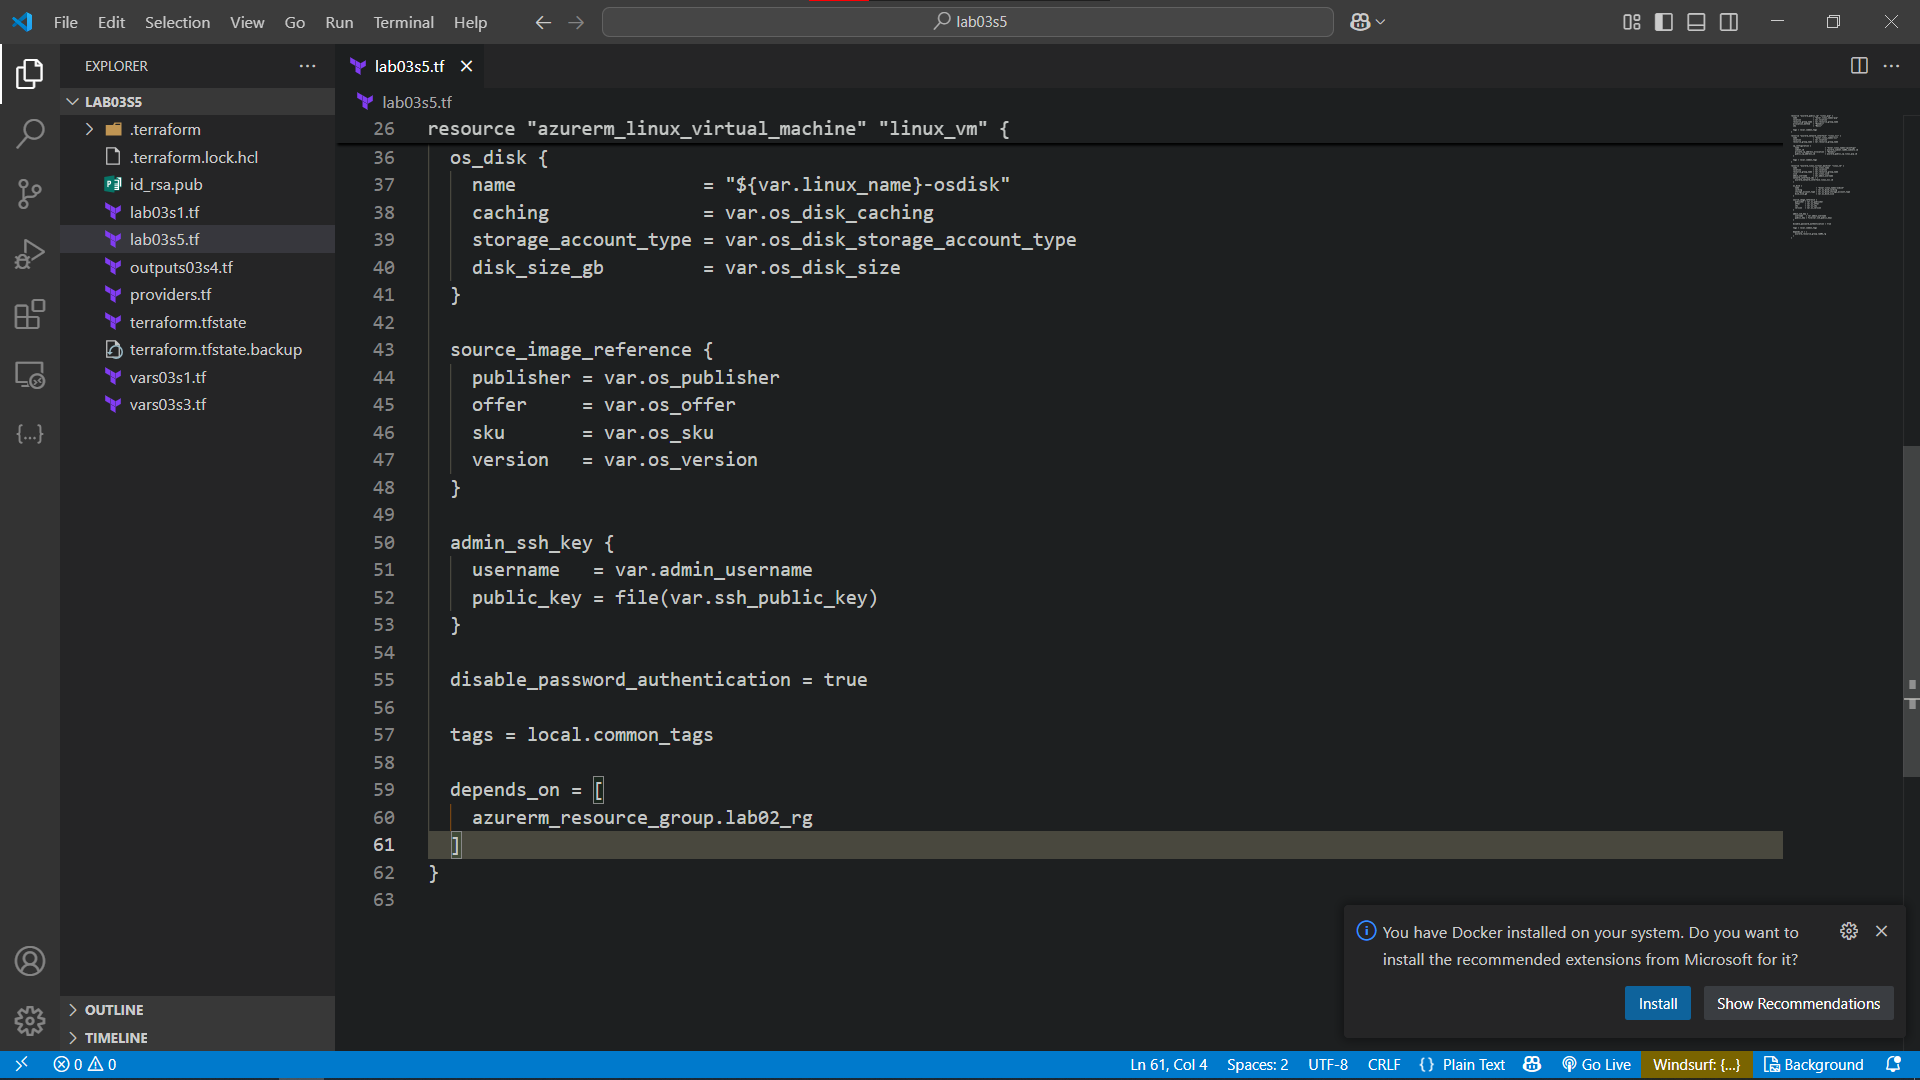 File Edit Selection View Go Run Terminal Help
lab03s5
EXPLORER
LAB03S5
.terraform
.terraform.lock.hcl
id_rsa.pub
lab03s1.tf
lab03s5.tf
outputs03s4.tf
providers.tf
terraform.tfstate
terraform.tfstate.backup
vars03s1.tf
vars03s3.tf
OUTLINE
TIMELINE
lab03s5.tf
lab03s5.tf
26 resource "azurerm_linux_virtual_machine" "linux_vm" {
36 os_disk {
37 name = "${var.linux_name}-osdisk"
38 caching = var.os_disk_caching
39 storage_account_type = var.os_disk_storage_account_type
40 disk_size_gb = var.os_disk_size
41 }
42
43 source_image_reference {
44 publisher = var.os_publisher
45 offer = var.os_offer
46 sku = var.os_sku
47 version = var.os_version
48 }
49
50 admin_ssh_key {
51 username = var.admin_username
52 public_key = file(var.ssh_public_key)
53 }
54
55 disable_password_authentication = true
56
57 tags = local.common_tags
58
59 depends_on = [
60 azurerm_resource_group.lab02_rg
61 ]
62 }
63
You have Docker installed on your system. Do you want to
install the recommended extensions from Microsoft for it?
Install
Show Recommendations
0 0
Ln 61, Col 4
Spaces: 2
UTF-8
CRLF
{} Plain Text
Go Live
Windsurf: {...}
Background